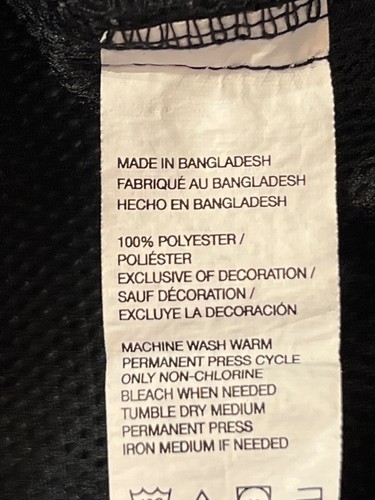 MADE IN BANGLADESH
FABRIQUÉ AU BANGLADESH
HECHO EN BANGLADESH
100% POLYESTER /
POLIÉSTER
EXCLUSIVE OF DECORATION /
SAUF DÉCORATION /
EXCLUYE LA DECORACIÓN
MACHINE WASH WARM
PERMANENT PRESS CYCLE
ONLY NON-CHLORINE
BLEACH WHEN NEEDED
TUMBLE DRY MEDIUM
PERMANENT PRESS
IRON MEDIUM IF NEEDED